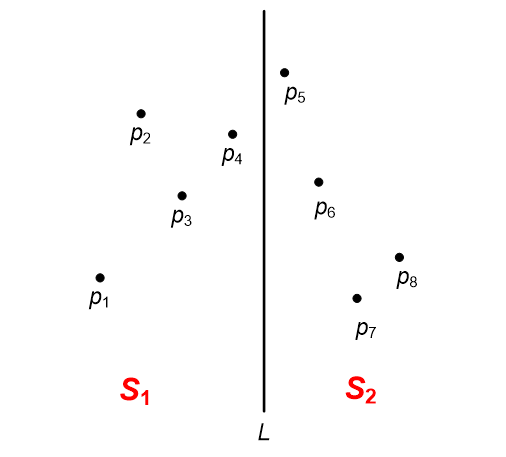 p₅
p₂
p₄
p₆
p₃
p₈
p₁
p₇
S₁
S₂
L